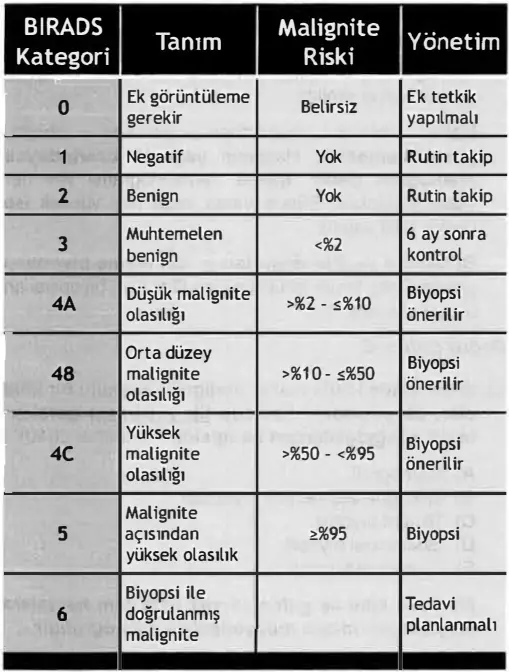 BIRADS
Kategori
Tanım
Malignite
Riski
Yönetim
0
Ek görüntüleme
gerekir
Belirsiz
Ek tetkik
yapılmalı
1
Negatif
Yok
Rutin takip
2
Benign
Yok
Rutin takip
3
Muhtemelen
benign
<%2
6 ay sonra
kontrol
4A
Düşük malignite
olasılığı
>%2 - ≤%10
Biyopsi
önerilir
48
Orta düzey
malignite
olasılığı
>%10 - ≤%50
Biyopsi
önerilir
4C
Yüksek
malignite
olasılığı
>%50 - <%95
Biyopsi
önerilir
5
Malignite
açısından
yüksek olasılık
≥%95
Biyopsi
6
Biyopsi ile
doğrulanmış
malignite
Tedavi
planlanmalı